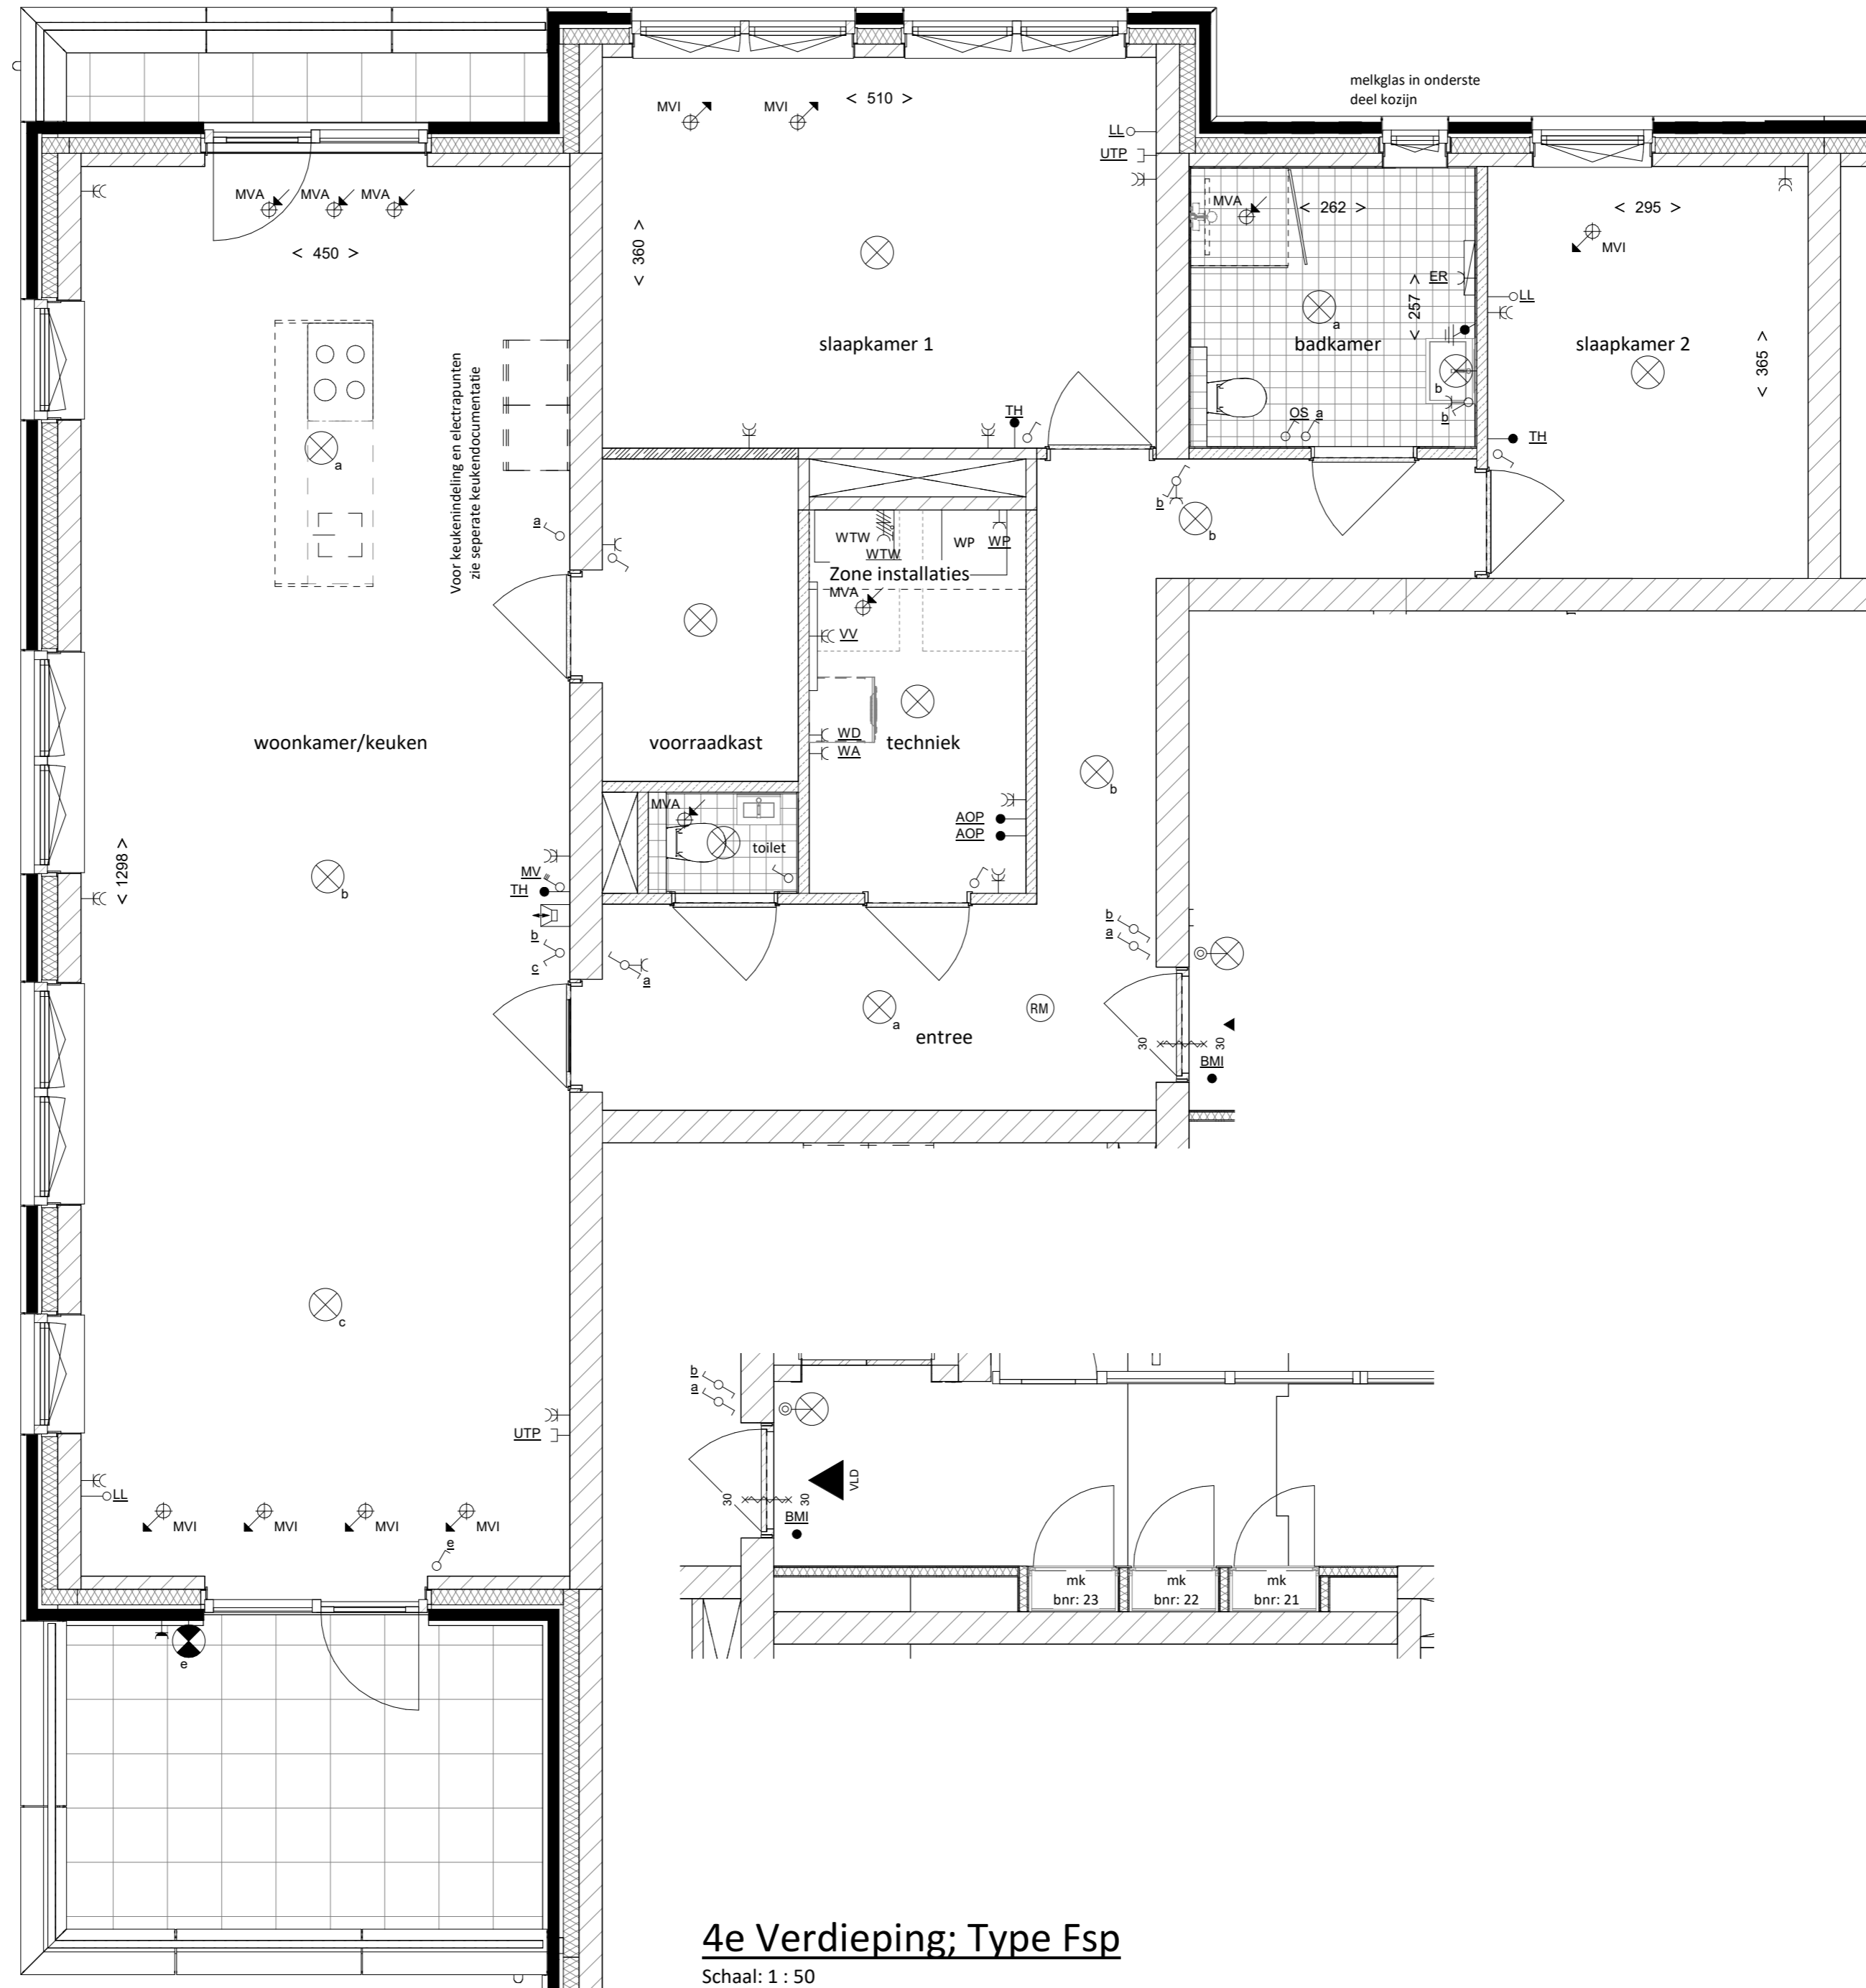 melkglas in onderste
deel kozijn
MVI
MVI
< 510 >
LL
UTP
MVA
MVA
MVA
< 450 >
< 360 >
MVA
< 262 >
< 295 >
MVI
ER
LL
< 257 >
a
slaapkamer 1
badkamer
slaapkamer 2
< 365 >
b
b
OS a
TH
TH
Voor keukenindeling en electrapunten
zie seperate keukendocumentatie
a
a
b
b
WTW
WTW
WP
WP
Zone installaties
MVA
VV
woonkamer/keuken
voorraadkast
WD
WA
techniek
b
MVA
toilet
AOP
AOP
< 1298 >
b
MV
TH
b
c
a
b
a
a
RM
entree
30
30
BMI
c
UTP
LL
MVI
MVI
MVI
MVI
e
e
b
a
VLD
30
30
BMI
mk
bnr: 23
mk
bnr: 22
mk
bnr: 21
4e Verdieping; Type Fsp
Schaal: 1 : 50